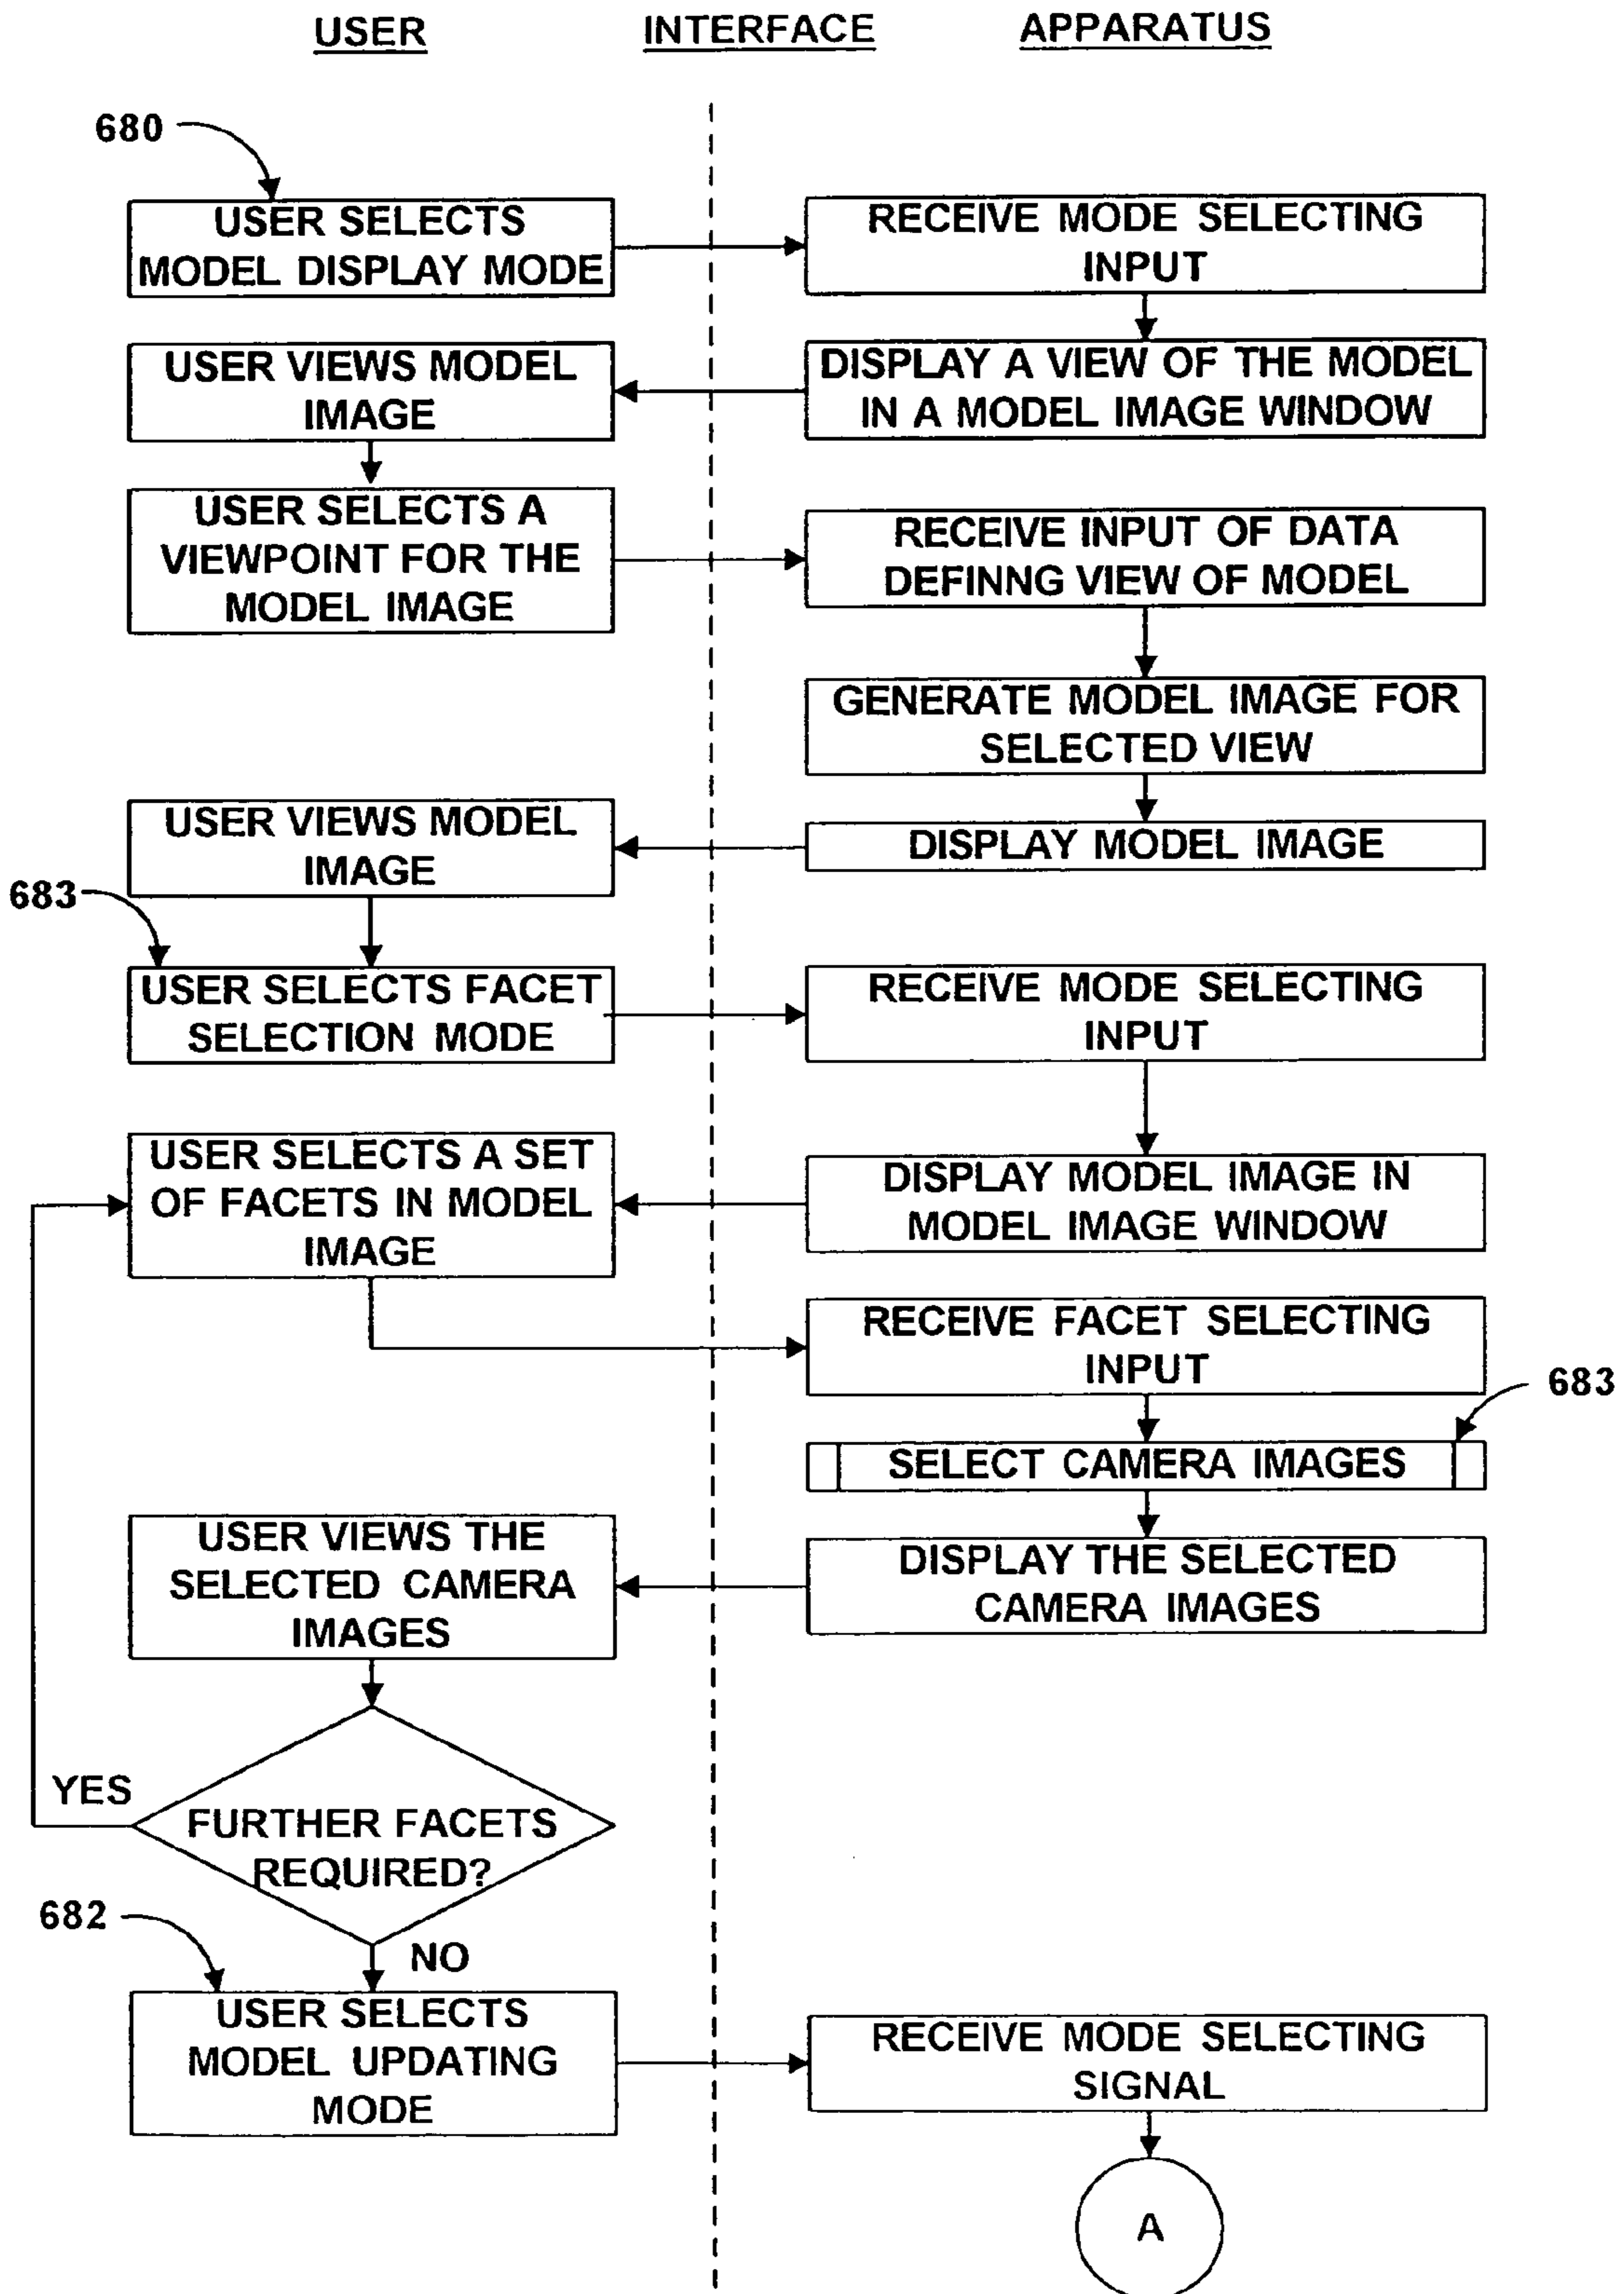 USER INTERFACE APPARATUS
680
USER SELECTS
MODEL DISPLAY MODE
RECEIVE MODE SELECTING
INPUT
USER VIEWS MODEL
IMAGE
DISPLAY A VIEW OF THE MODEL
IN A MODEL IMAGE WINDOW
USER SELECTS A
VIEWPOINT FOR THE
MODEL IMAGE
RECEIVE INPUT OF DATA
DEFINNG VIEW OF MODEL
GENERATE MODEL IMAGE FOR
SELECTED VIEW
USER VIEWS MODEL
IMAGE
DISPLAY MODEL IMAGE
683
USER SELECTS FACET
SELECTION MODE
RECEIVE MODE SELECTING
INPUT
USER SELECTS A SET
OF FACETS IN MODEL
IMAGE
DISPLAY MODEL IMAGE IN
MODEL IMAGE WINDOW
RECEIVE FACET SELECTING
INPUT
683
SELECT CAMERA IMAGES
USER VIEWS THE
SELECTED CAMERA
IMAGES
DISPLAY THE SELECTED
CAMERA IMAGES
YES
FURTHER FACETS
REQUIRED?
682
NO
USER SELECTS
MODEL UPDATING
MODE
RECEIVE MODE SELECTING
SIGNAL
A